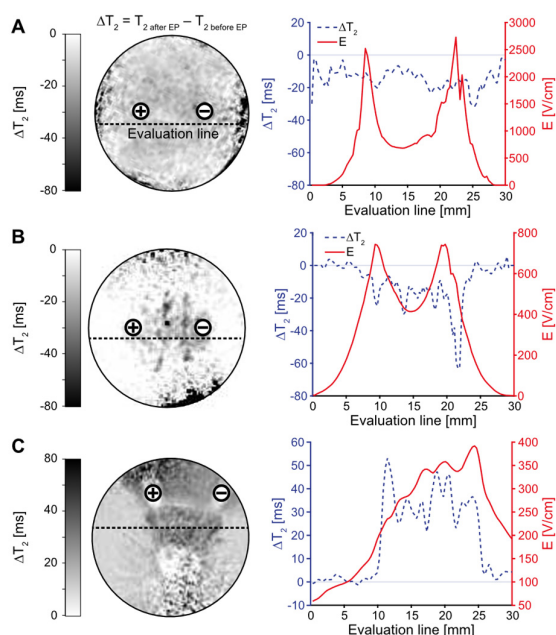 A
ΔT2 = T2 after EP − T2 before EP
0
-20
-40
-60
-80
ΔT2 [ms]
+
−
Evaluation line
ΔT2
E
20
0
-20
-40
-60
-80
ΔT2 [ms]
3000
2500
2000
1500
1000
500
0
E [V/cm]
0 5 10 15 20 25 30
Evaluation line [mm]
B
0
-20
-40
-60
-80
ΔT2 [ms]
+
−
ΔT2
E
20
0
-20
-40
-60
-80
ΔT2 [ms]
800
600
400
200
0
E [V/cm]
0 5 10 15 20 25 30
Evaluation line [mm]
C
80
60
40
20
0
ΔT2 [ms]
+
−
ΔT2
E
60
50
40
30
20
10
0
-10
ΔT2 [ms]
400
350
300
250
200
150
100
50
E [V/cm]
0 5 10 15 20 25 30
Evaluation line [mm]